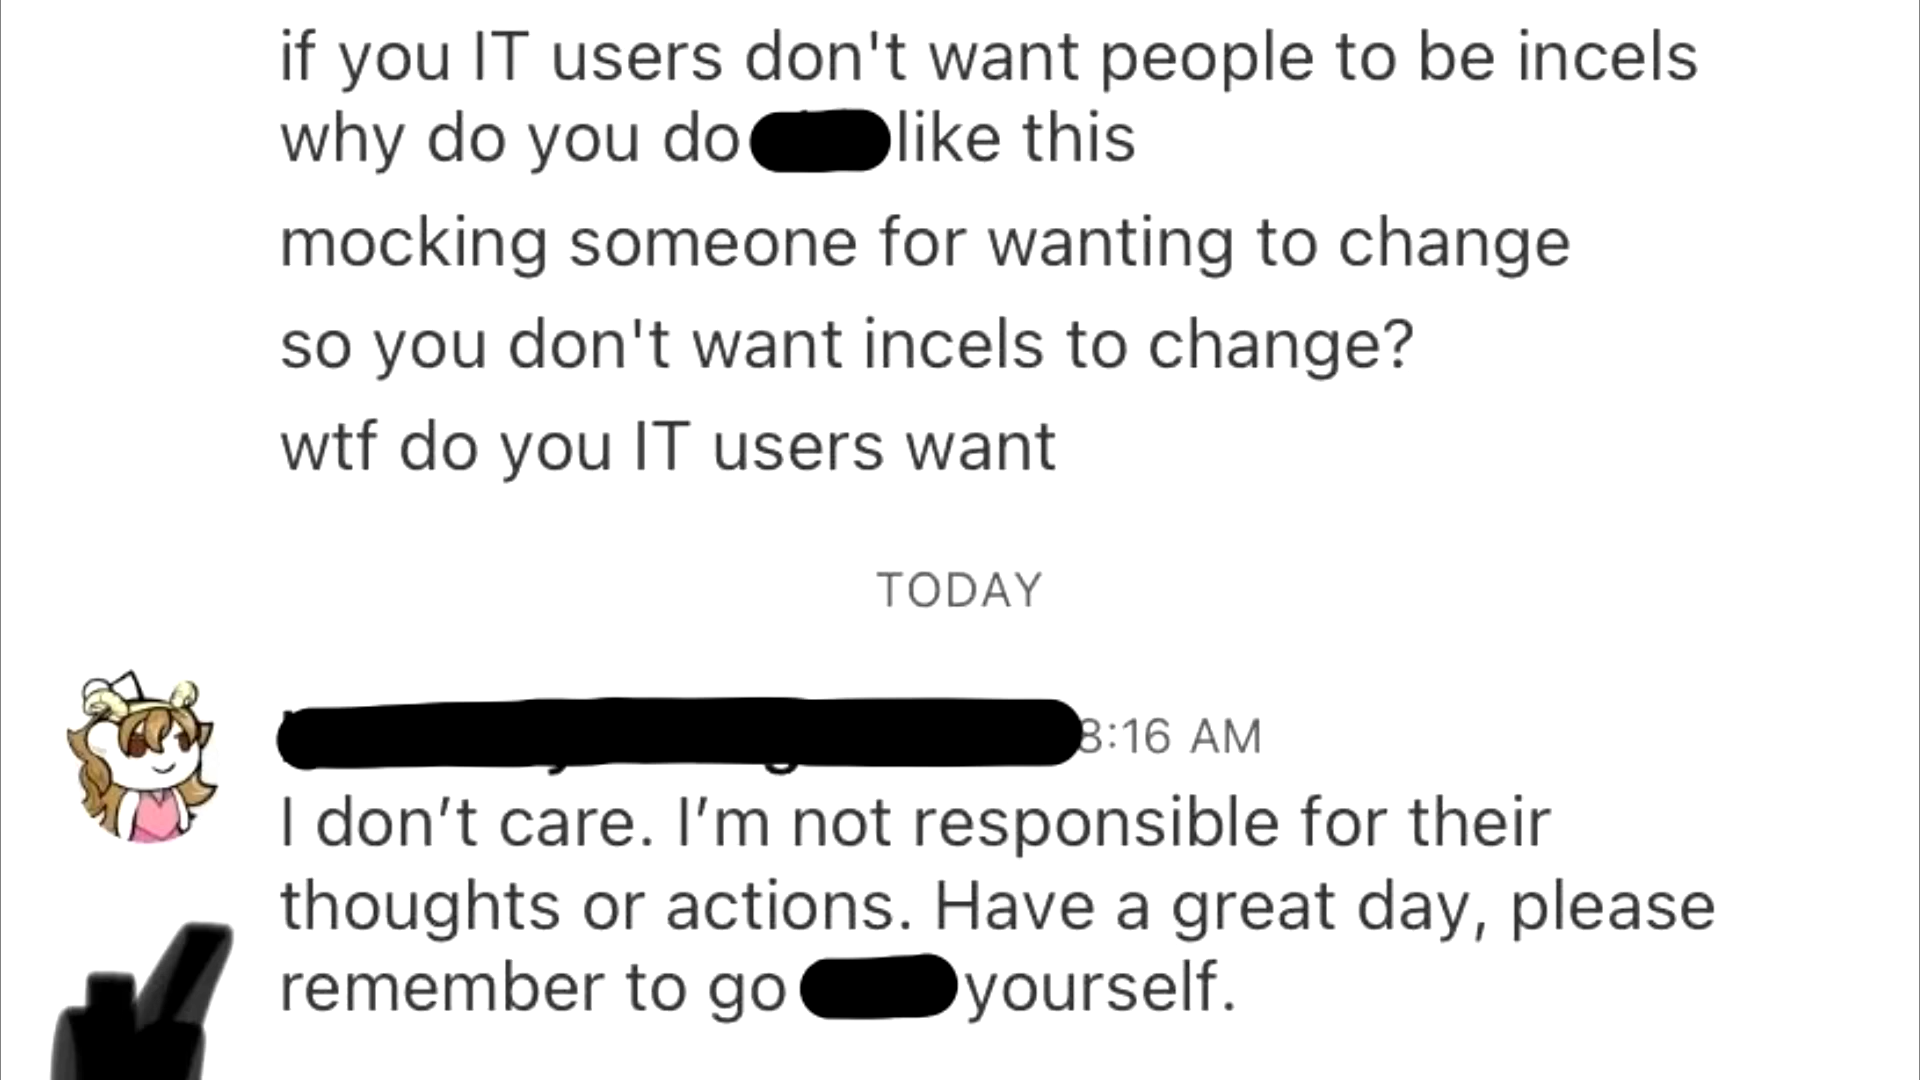 if you IT users don't want people to be incels
why do you do like this
mocking someone for wanting to change
so you don't want incels to change?
wtf do you IT users want
TODAY
8:16 AM
I don’t care. I’m not responsible for their
thoughts or actions. Have a great day, please
remember to go yourself.